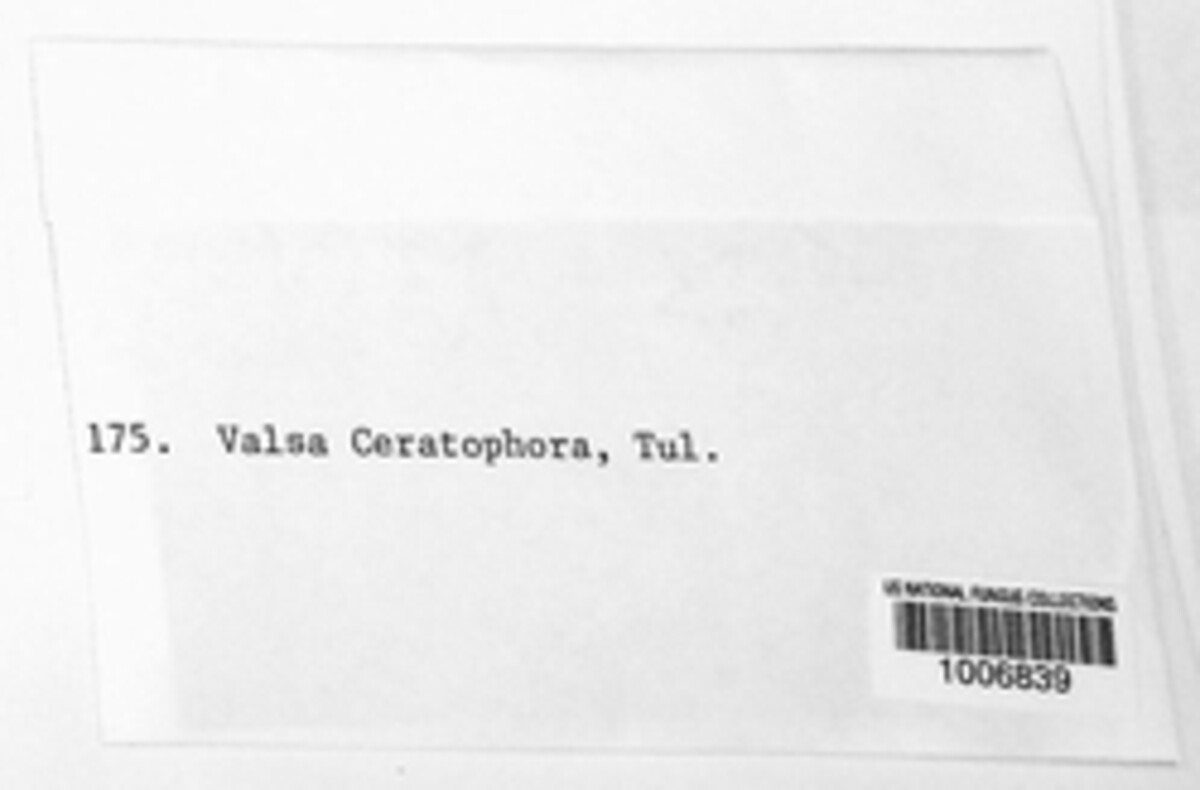 175. Valsa Ceratophora, Tul.
US NATIONAL FUNGUS COLLECTIONS
1006839